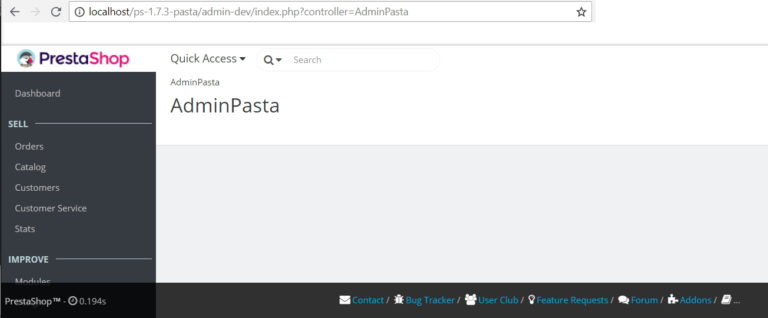 localhost/ps-1.7.3-pasta/admin-dev/index.php?controller=AdminPasta
PrestaShop
Quick Access
Search
AdminPasta
AdminPasta
Dashboard
SELL
Orders
Catalog
Customers
Customer Service
Stats
IMPROVE
Modules
PrestaShop™ - 0.194s
Contact / Bug Tracker / User Club / Feature Requests / Forum / Addons / ...